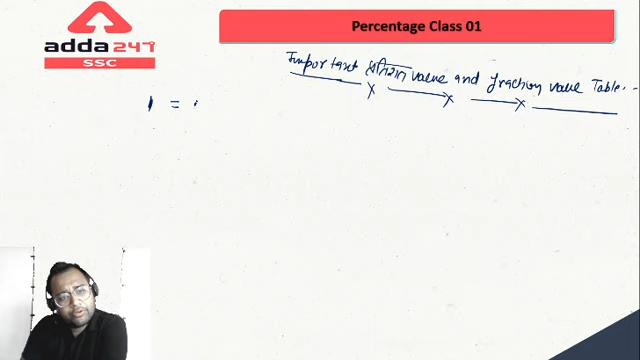 adda247
SSC
Percentage Class 01
Important प्रतिशत value and fraction value Table..
1 =